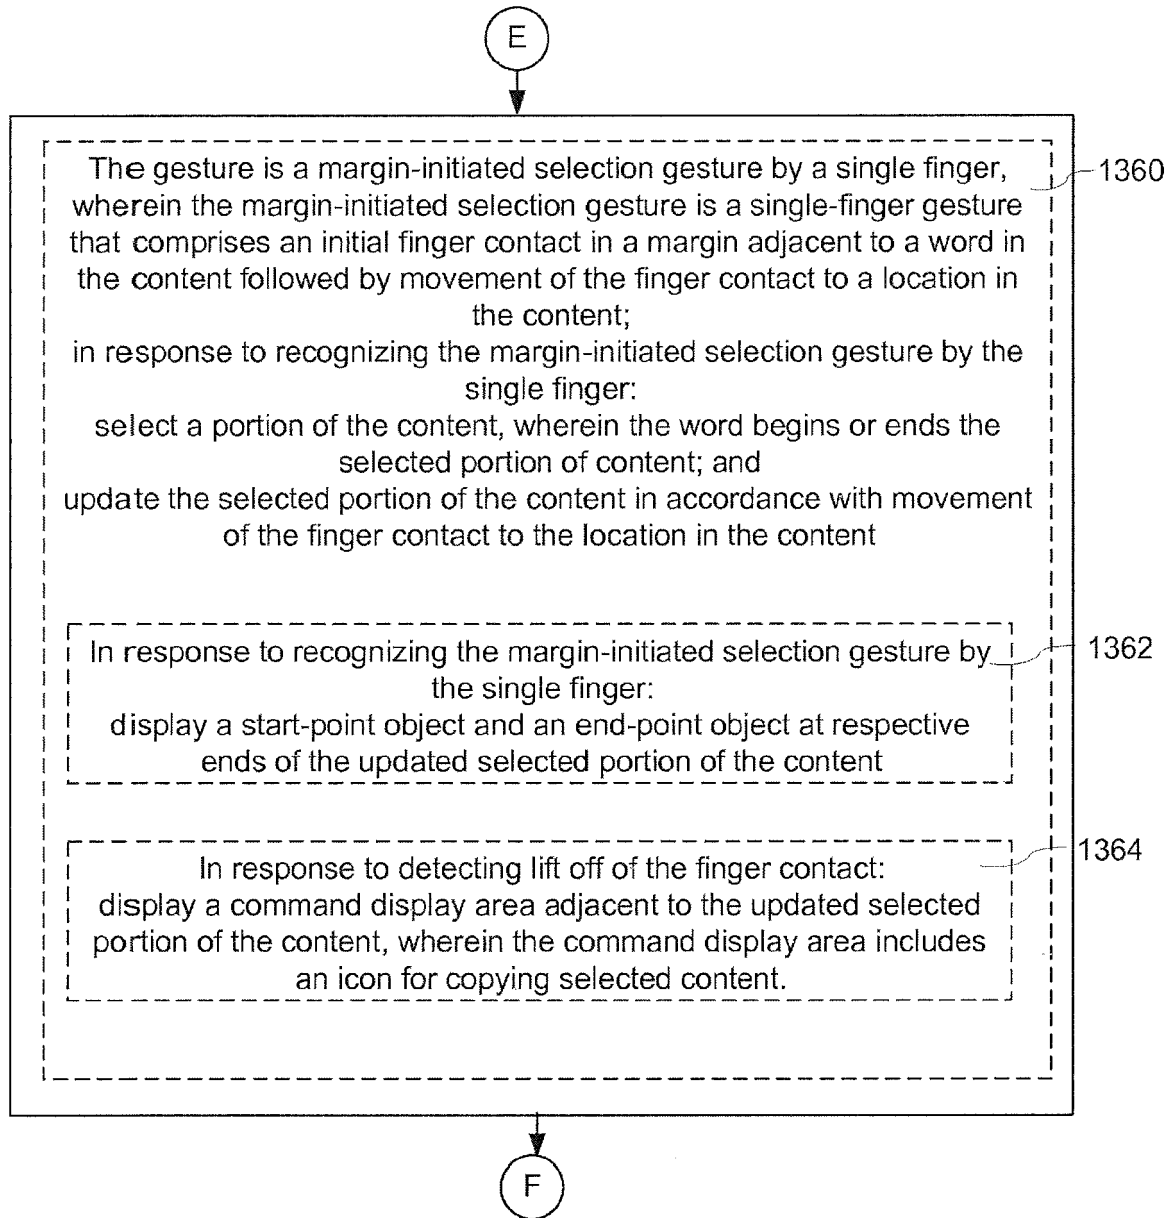 E
The gesture is a margin-initiated selection gesture by a single finger,
wherein the margin-initiated selection gesture is a single-finger gesture
that comprises an initial finger contact in a margin adjacent to a word in
the content followed by movement of the finger contact to a location in
the content;
in response to recognizing the margin-initiated selection gesture by the
single finger:
select a portion of the content, wherein the word begins or ends the
selected portion of content; and
update the selected portion of the content in accordance with movement
of the finger contact to the location in the content
1360
In response to recognizing the margin-initiated selection gesture by
the single finger:
display a start-point object and an end-point object at respective
ends of the updated selected portion of the content
1362
In response to detecting lift off of the finger contact:
display a command display area adjacent to the updated selected
portion of the content, wherein the command display area includes
an icon for copying selected content.
1364
F